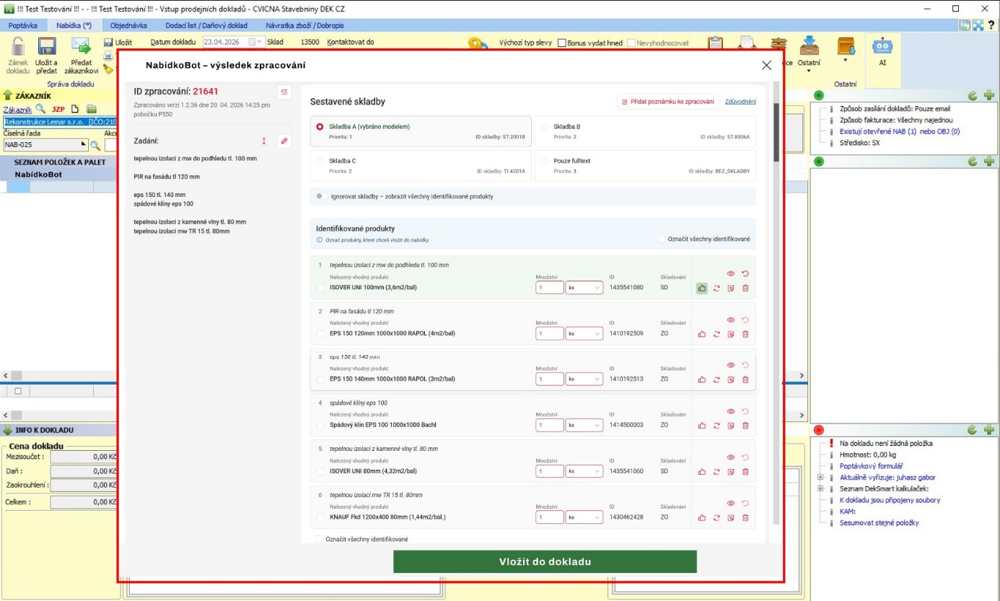 !!! Test Testování !!! - - !!! Test Testování !!! - Vstup prodejních dokladů - CVICNA Stavebniny DEK CZ
Poptávka Nabídka (*) Objednávka Dodací list / Daňový doklad Návratka zboží / Dobropis
Uložit Datum dokladu 23.04.2026 Sklad 13500 Kontaktovat do Výchozí typ slevy Bonus vydat hned Nevyhodnocovat
Zámek dokladu Uložit a předat Předat zákazníkovi Ostatní AI
Správa dokladu Ostatní
ZÁKAZNÍK
Zákazník JZP
Rekonstrukce Lemar s.r.o. [IČO:210
Číselná řada Akce
NAB-025
SEZNAM POLOŽEK A PALET
NabídkoBot
INFO K DOKLADU
Cena dokladu
Mezisoučet : 0,00 Kč
Daň : 0,00 Kč
Zaokrouhlení : 0,00 Kč
Celkem : 0,00 Kč
NabídkoBot – výsledek zpracování
ID zpracování: 21641
Zpracováno verzí 1.2.36 dne 20. 04. 2026 14:25 pro
pobočku P550
Zadání:
tepelnou izolaci z mw do podhledu tl. 100 mm
PIR na fasádu tl 120 mm
eps 150 tl. 140 mm
spádové klíny eps 100
tepelnou izolaci z kamenné vlny tl. 80 mm
tepelnou izolaci mw TR 15 tl. 80mm
Sestavené skladby Přidat poznámku ke zpracování Zdůvodnění
Skladba A (vybráno modelem)
Priorita: 1 ID skladby: ST.2001B
Skladba B
Priorita: 2 ID skladby: ST.8006A
Skladba C
Priorita: 2 ID skladby: TI.4201A
Pouze fulltext
Priorita: 3 ID skladby: BEZ_SKLADBY
Ignorovat skladby – zobrazit všechny identifikované produkty
Identifikované produkty
Označ produkty, které chceš vložit do nabídky. Označit všechny identifikované
1 tepelnou izolaci z mw do podhledu tl. 100 mm
Nalezený vhodný produkt Množství ID Skladování
ISOVER UNI 100mm (3,6m2/bal) 1 ks 1435541080 SD
2 PIR na fasádu tl 120 mm
Nalezený vhodný produkt Množství ID Skladování
EPS 150 120mm 1000x1000 RAPOL (4m2/bal) 1 ks 1410192509 ZO
3 eps 150 tl. 140 mm
Nalezený vhodný produkt Množství ID Skladování
EPS 150 140mm 1000x1000 RAPOL (3m2/bal) 1 ks 1410192513 ZO
4 spádové klíny eps 100
Nalezený vhodný produkt Množství ID Skladování
Spádový klín EPS 100 1000x1000 Bachl 1 ks 1414500003 ZO
5 tepelnou izolaci z kamenné vlny tl. 80 mm
Nalezený vhodný produkt Množství ID Skladování
ISOVER UNI 80mm (4,32m2/bal) 1 ks 1435541060 SD
6 tepelnou izolaci mw TR 15 tl. 80mm
Nalezený vhodný produkt Množství ID Skladování
KNAUF Fkd 1200x400 80mm (1,44m2/bal.) 1 ks 1430462428 ZO
Označit všechny identifikované
Vložit do dokladu
Způsob zasílání dokladů: Pouze email
Způsob fakturace: Všechny najednou
Existují otevřené NAB (1) nebo OBJ (0)
Středisko: SX
Na dokladu není žádná položka
Hmotnost: 0,00 kg
Poptávkový formulář
Aktuálně vyřizuje: juhasz gabor
Seznam DekSmart kalkulaček:
K dokladu jsou připojeny soubory
KAM:
Sesumovat stejné položky